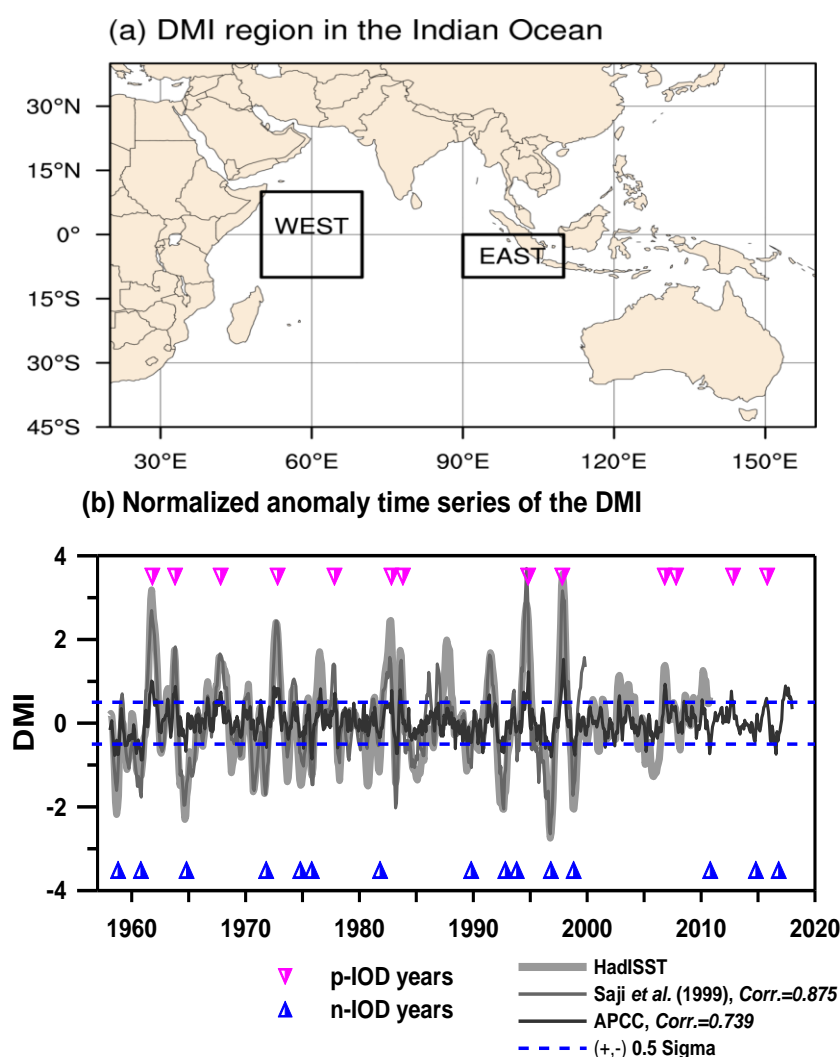 (a) DMI region in the Indian Ocean
30°N
15°N
0°
15°S
30°S
45°S
WEST
EAST
30°E 60°E 90°E 120°E 150°E
(b) Normalized anomaly time series of the DMI
4
2
0
-2
-4
DMI
1960 1970 1980 1990 2000 2010 2020
p-IOD years
n-IOD years
HadISST
Saji et al. (1999), Corr.=0.875
APCC, Corr.=0.739
(+,-) 0.5 Sigma